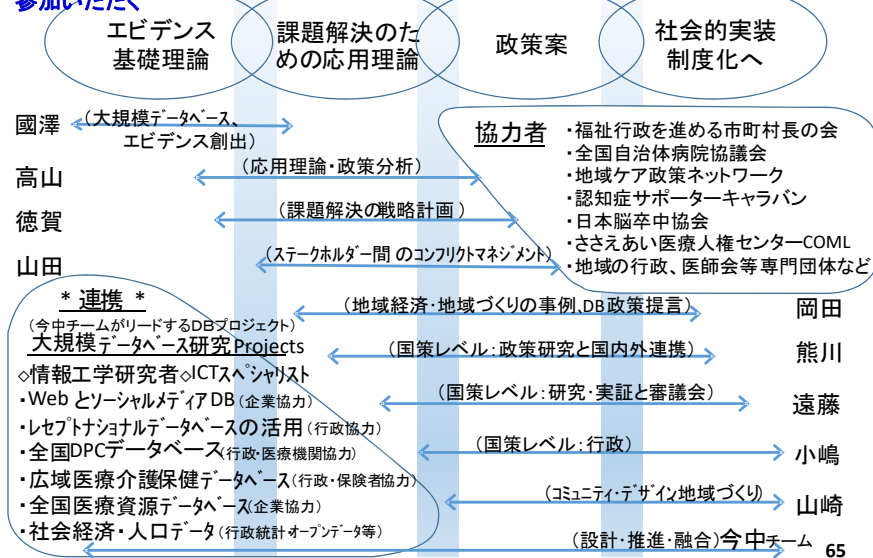 参加いただく
エビデンス
基礎理論
課題解決のた
めの応用理論
政策案
社会的実装
制度化へ
國澤
(大規模データベース、
エビデンス創出)
高山
(応用理論・政策分析)
徳賀
(課題解決の戦略計画)
山田
(ステークホルダー間のコンフリクトマネジメント)
協力者
・福祉行政を進める市町村長の会
・全国自治体病院協議会
・地域ケア政策ネットワーク
・認知症サポーターキャラバン
・日本脳卒中協会
・ささえあい医療人権センターCOML
・地域の行政、医師会等専門団体など
* 連携 *
(今中チームがリードするDBプロジェクト)
大規模データベース研究Projects
◇情報工学研究者◇ICTスペシャリスト
・WebとソーシャルメディアDB(企業協力)
・レセプトナショナルデータベースの活用(行政協力)
・全国DPCデータベース(行政・医療機関協力)
・広域医療介護保健データベース(行政・保険者協力)
・全国医療資源データベース(企業協力)
・社会経済・人口データ(行政統計オープンデータ等)
(地域経済・地域づくりの事例,DB政策提言)
岡田
(国策レベル:政策研究と国内外連携)
熊川
(国策レベル:研究・実証と審議会)
遠藤
(国策レベル:行政)
小嶋
(コミュニティ・デザイン地域づくり)
山崎
(設計・推進・融合)今中チーム
65